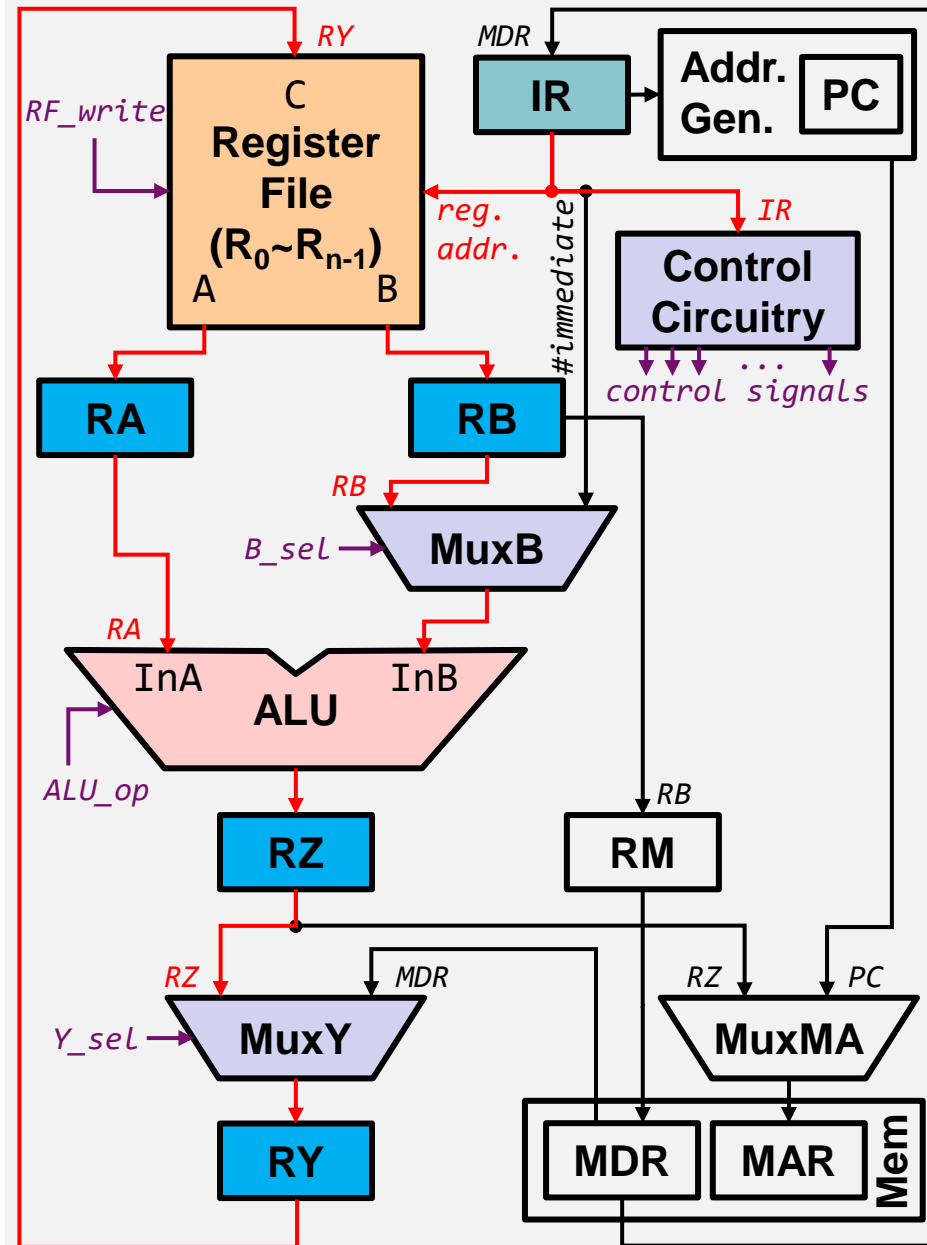 RY
MDR
C
Register
File
(R0~Rn-1)
A
B
RF_write
IR
Addr.
Gen.
PC
reg.
addr.
#immediate
IR
Control
Circuitry
...
control signals
RA
RB
RB
B_sel
MuxB
RA
InA
InB
ALU
ALU_op
RZ
RB
RM
RZ
MDR
RZ
PC
Y_sel
MuxY
MuxMA
RY
MDR
MAR
Mem